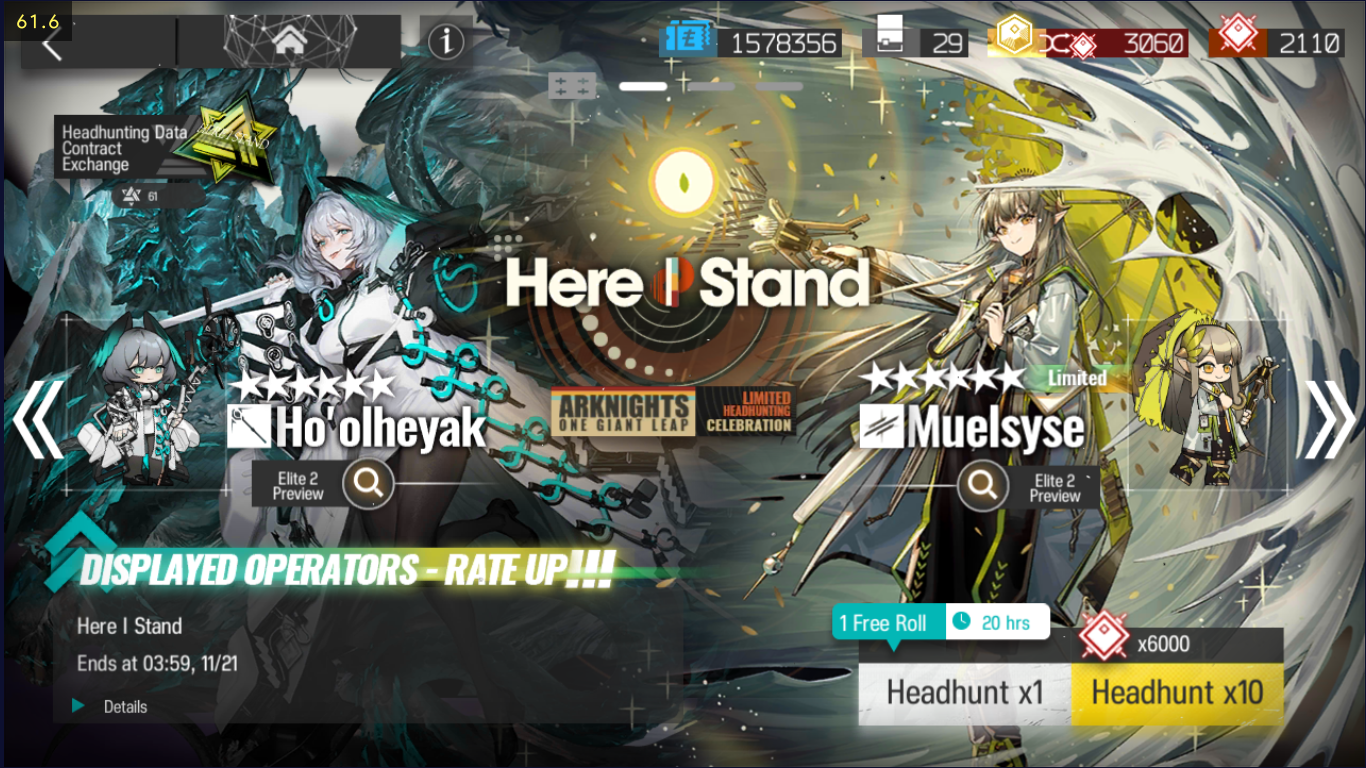 61.6
1578356
29
3060
2110
Headhunting Data
Contract
Exchange
61
Here I Stand
★★★★★★
Ho'olheyak
Elite 2
Preview
ARKNIGHTS
ONE GIANT LEAP
LIMITED
HEADHUNTING
CELEBRATION
★★★★★★ Limited
Muelsyse
Elite 2
Preview
DISPLAYED OPERATORS - RATE UP!!!
Here I Stand
Ends at 03:59, 11/21
Details
1 Free Roll
20 hrs
x6000
Headhunt x1
Headhunt x10